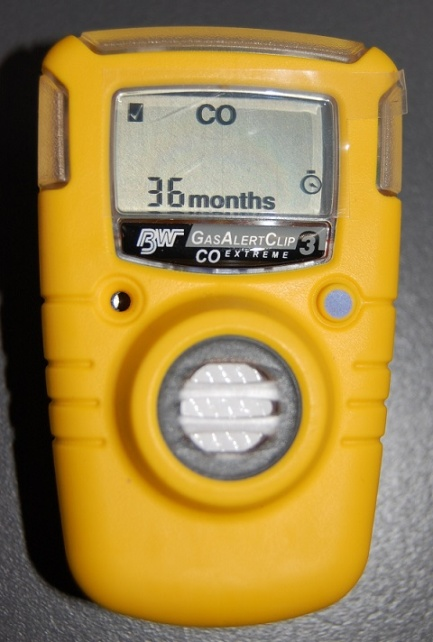 CO
36 months
BW GASALERTCLIP 3
CO EXTREME